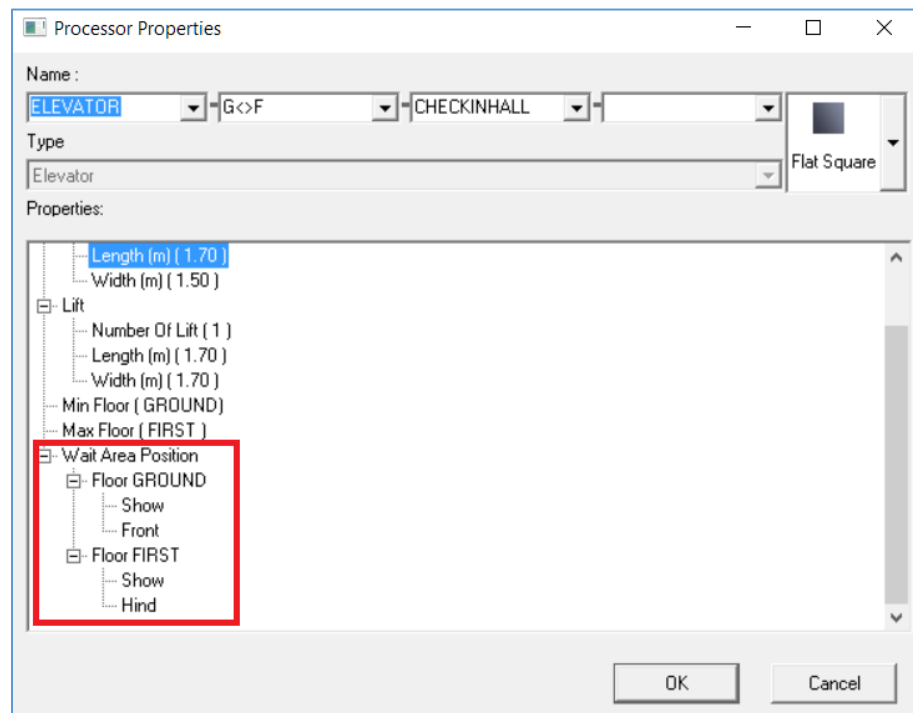 Processor Properties
Name :
ELEVATOR - G<>F - CHECKINHALL -
Type
Elevator
Flat Square
Properties:
Length (m) ( 1.70 )
Width (m) ( 1.50 )
Lift
Number Of Lift ( 1 )
Length (m) ( 1.70 )
Width (m) ( 1.70 )
Min Floor ( GROUND)
Max Floor ( FIRST )
Wait Area Position
Floor GROUND
Show
Front
Floor FIRST
Show
Hind
OK Cancel